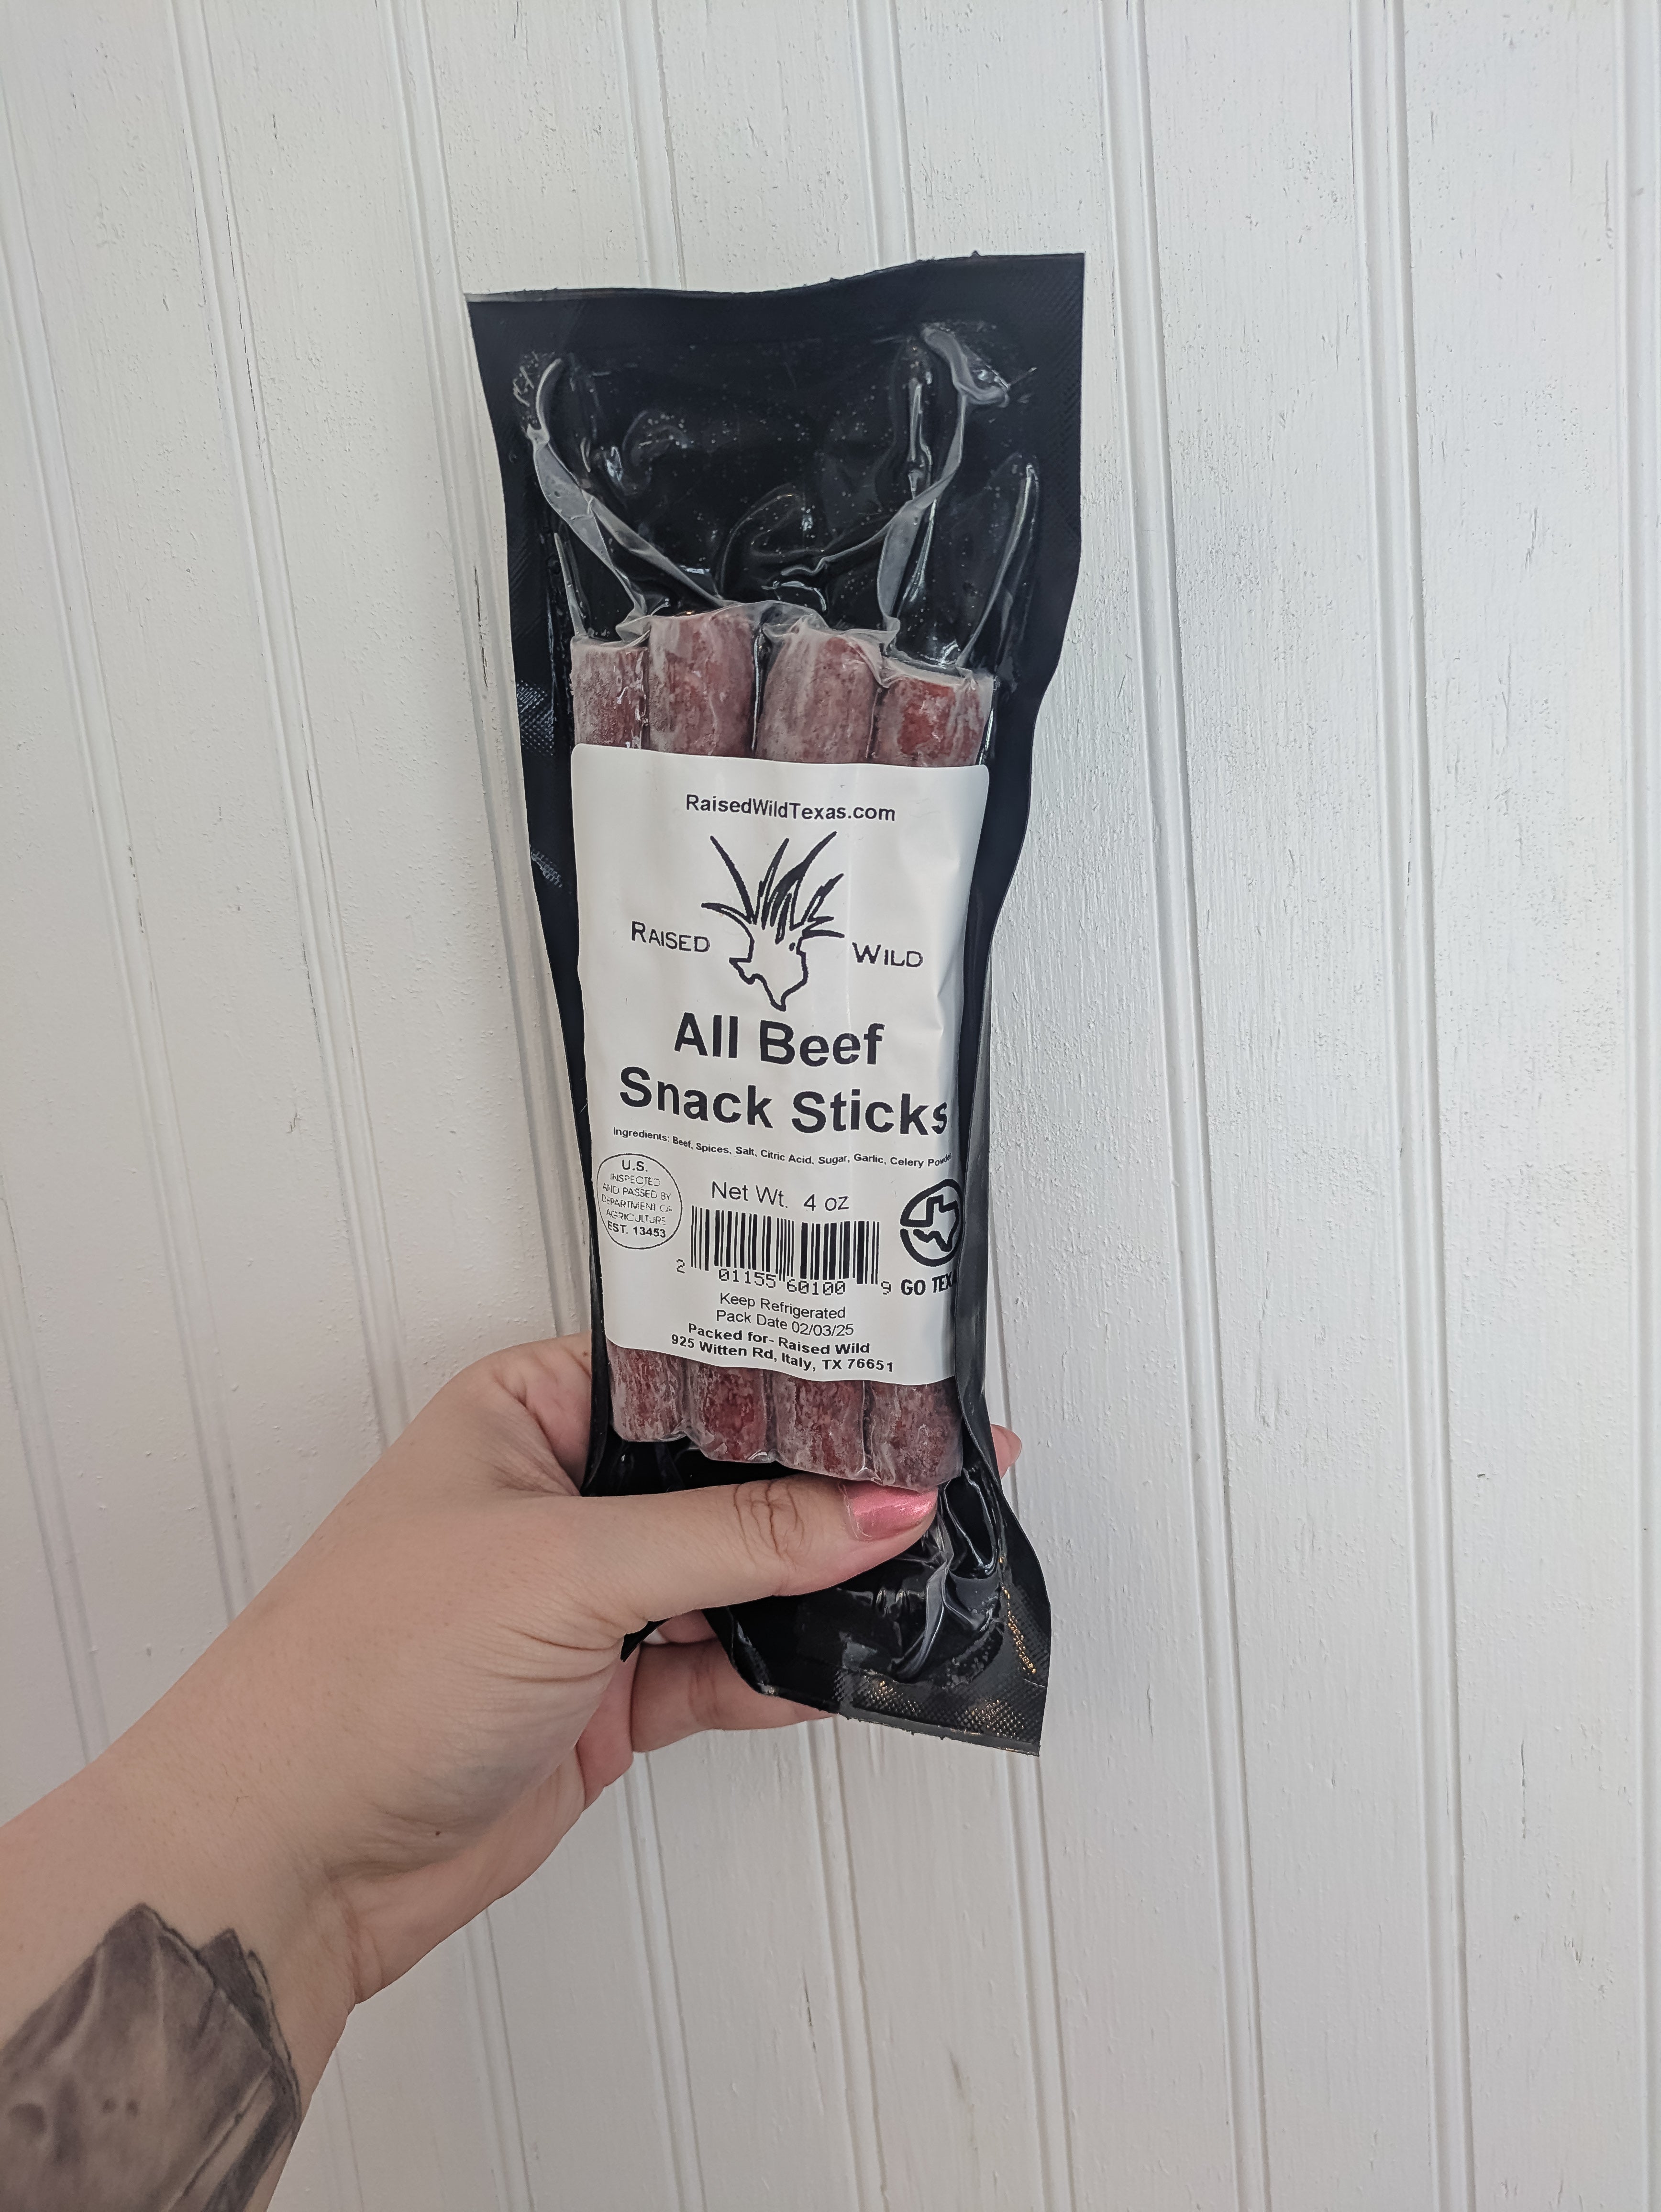 RaisedWildTexas.com
RAISED WILD
All Beef
Snack Sticks
Ingredients: Beef, Spices, Salt, Citric Acid, Sugar, Garlic, Celery
U.S.
INSPECTED
AND PASSED BY
DEPARTMENT OF
AGRICULTURE
EST. 13453
Net Wt. 4 oz
2 01155 60100 9
GO
Keep Refrigerated
Pack Date 02/03/25
Packed for- Raised Wild
925 Witten Rd, Italy, TX 76651